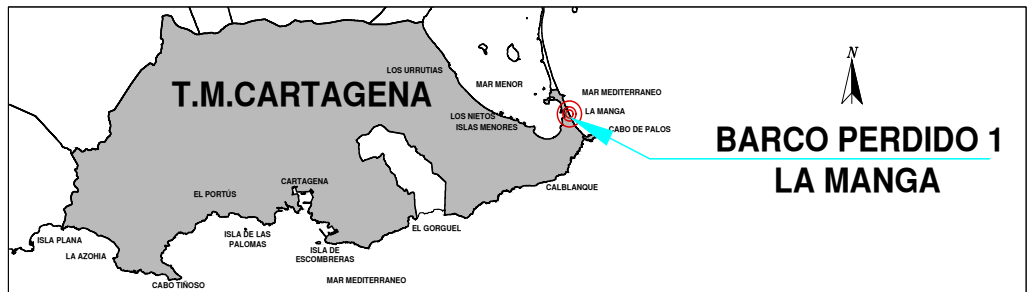 LOS URRUTIAS
T.M.CARTAGENA
MAR MENOR
MAR MEDITERRANEO
LA MANGA
LOS NIETOS
ISLAS MENORES
CABO DE PALOS
N
BARCO PERDIDO 1
LA MANGA
CARTAGENA
EL PORTÚS
CALBLANQUE
EL GORGUEL
ISLA DE LAS
PALOMAS
ISLA PLANA
LA AZOHIA
ISLA DE
ESCOMBRERAS
CABO TIÑOSO
MAR MEDITERRANEO